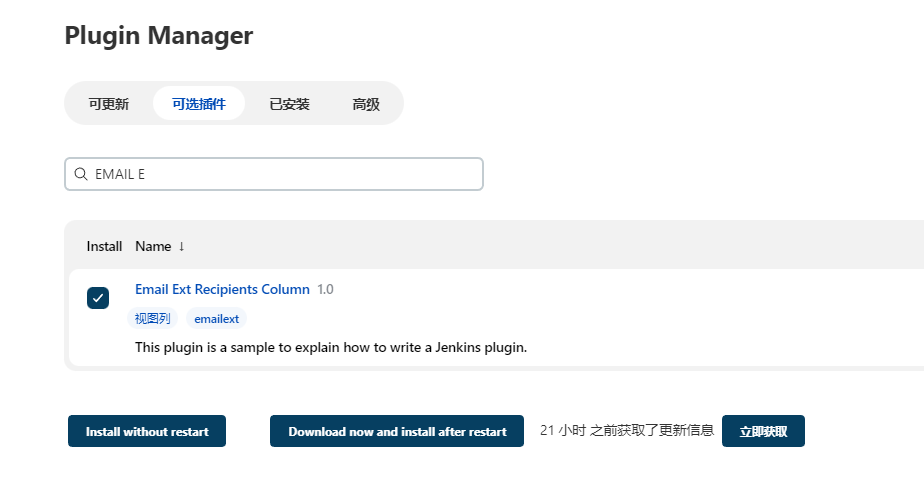 Plugin Manager
可更新 可选插件 已安装 高级
EMAIL E
Install Name ↓
Email Ext Recipients Column 1.0
视图列 emailext
This plugin is a sample to explain how to write a Jenkins plugin.
Install without restart Download now and install after restart 21 小时 之前获取了更新信息 立即获取